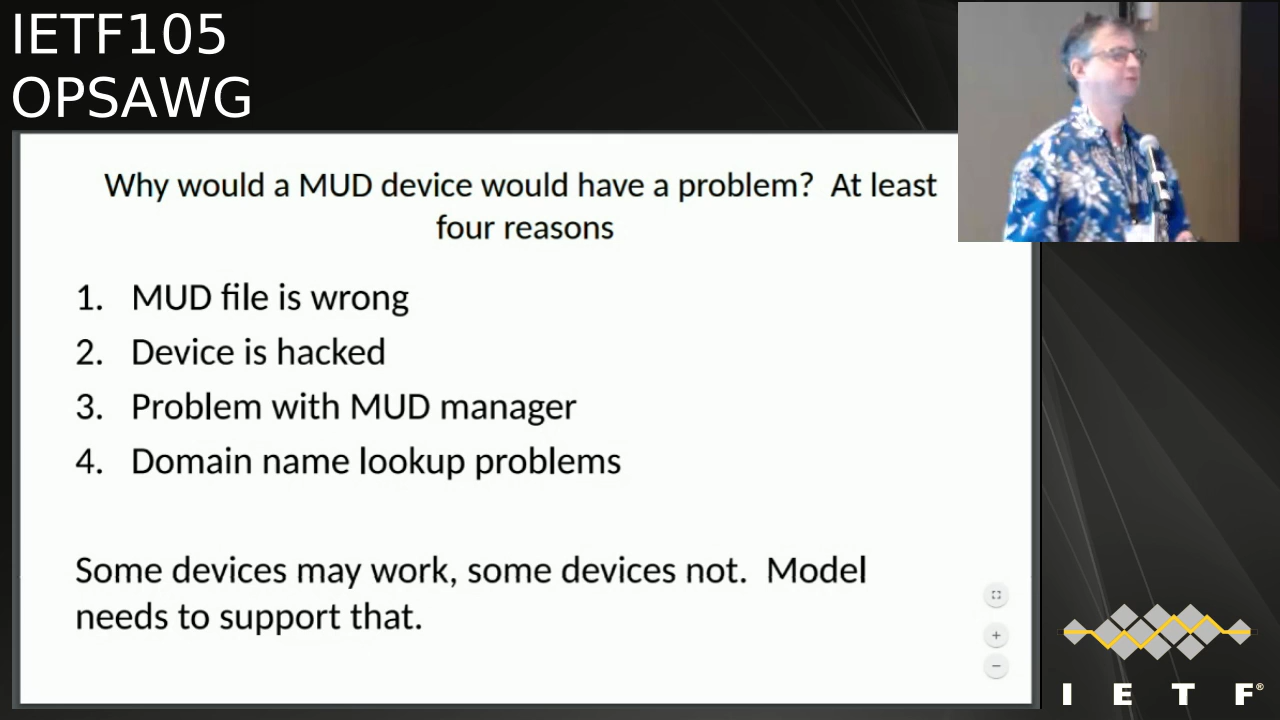 IETF105
OPSAWG
Why would a MUD device would have a problem? At least
four reasons
1. MUD file is wrong
2. Device is hacked
3. Problem with MUD manager
4. Domain name lookup problems
Some devices may work, some devices not. Model
needs to support that.
I E T F®